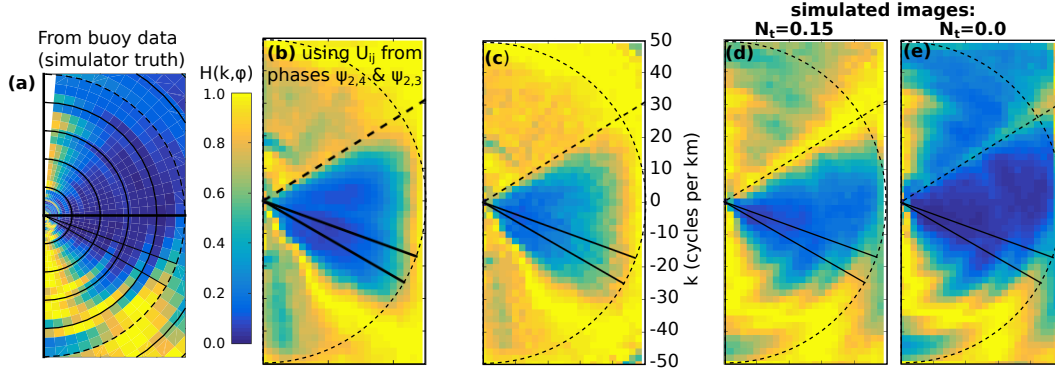 simulated images:
From buoy data
(simulator truth)
N_t=0.15
N_t=0.0
(a)
H(k,φ)
(b) using U_ij from
phases ψ_2,4 & ψ_2,3
(c)
(d)
(e)
1.0
0.8
0.6
0.4
0.2
0.0
50
40
30
20
10
0
-10
-20
-30
-40
-50
k (cycles per km)